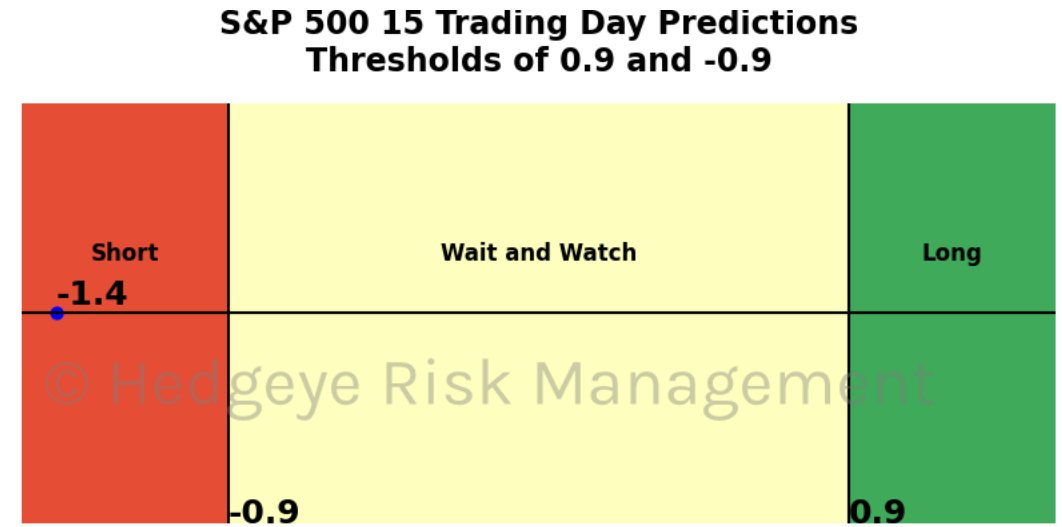 S&P 500 15 Trading Day Predictions
Thresholds of 0.9 and -0.9
Short
Wait and Watch
Long
-1.4
© Hedgeye Risk Management
-0.9
0.9